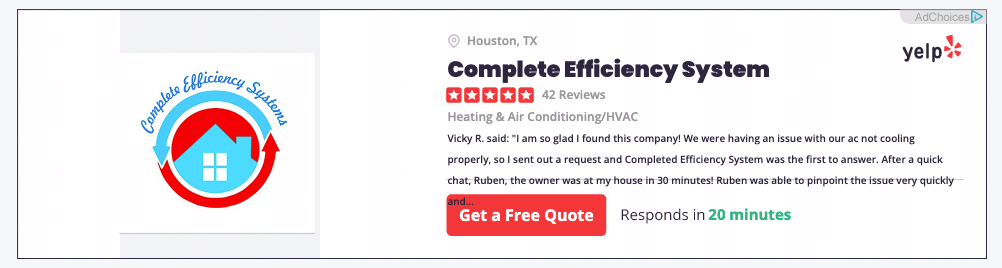 AdChoices
Complete Efficiency Systems
Houston, TX
yelp
Complete Efficiency System
42 Reviews
Heating & Air Conditioning/HVAC
Vicky R. said: "I am so glad I found this company! We were having an issue with our ac not cooling
properly, so I sent out a request and Completed Efficiency System was the first to answer. After a quick
chat, Ruben, the owner was at my house in 30 minutes! Ruben was able to pinpoint the issue very quickly
and...
Get a Free Quote
Responds in 20 minutes